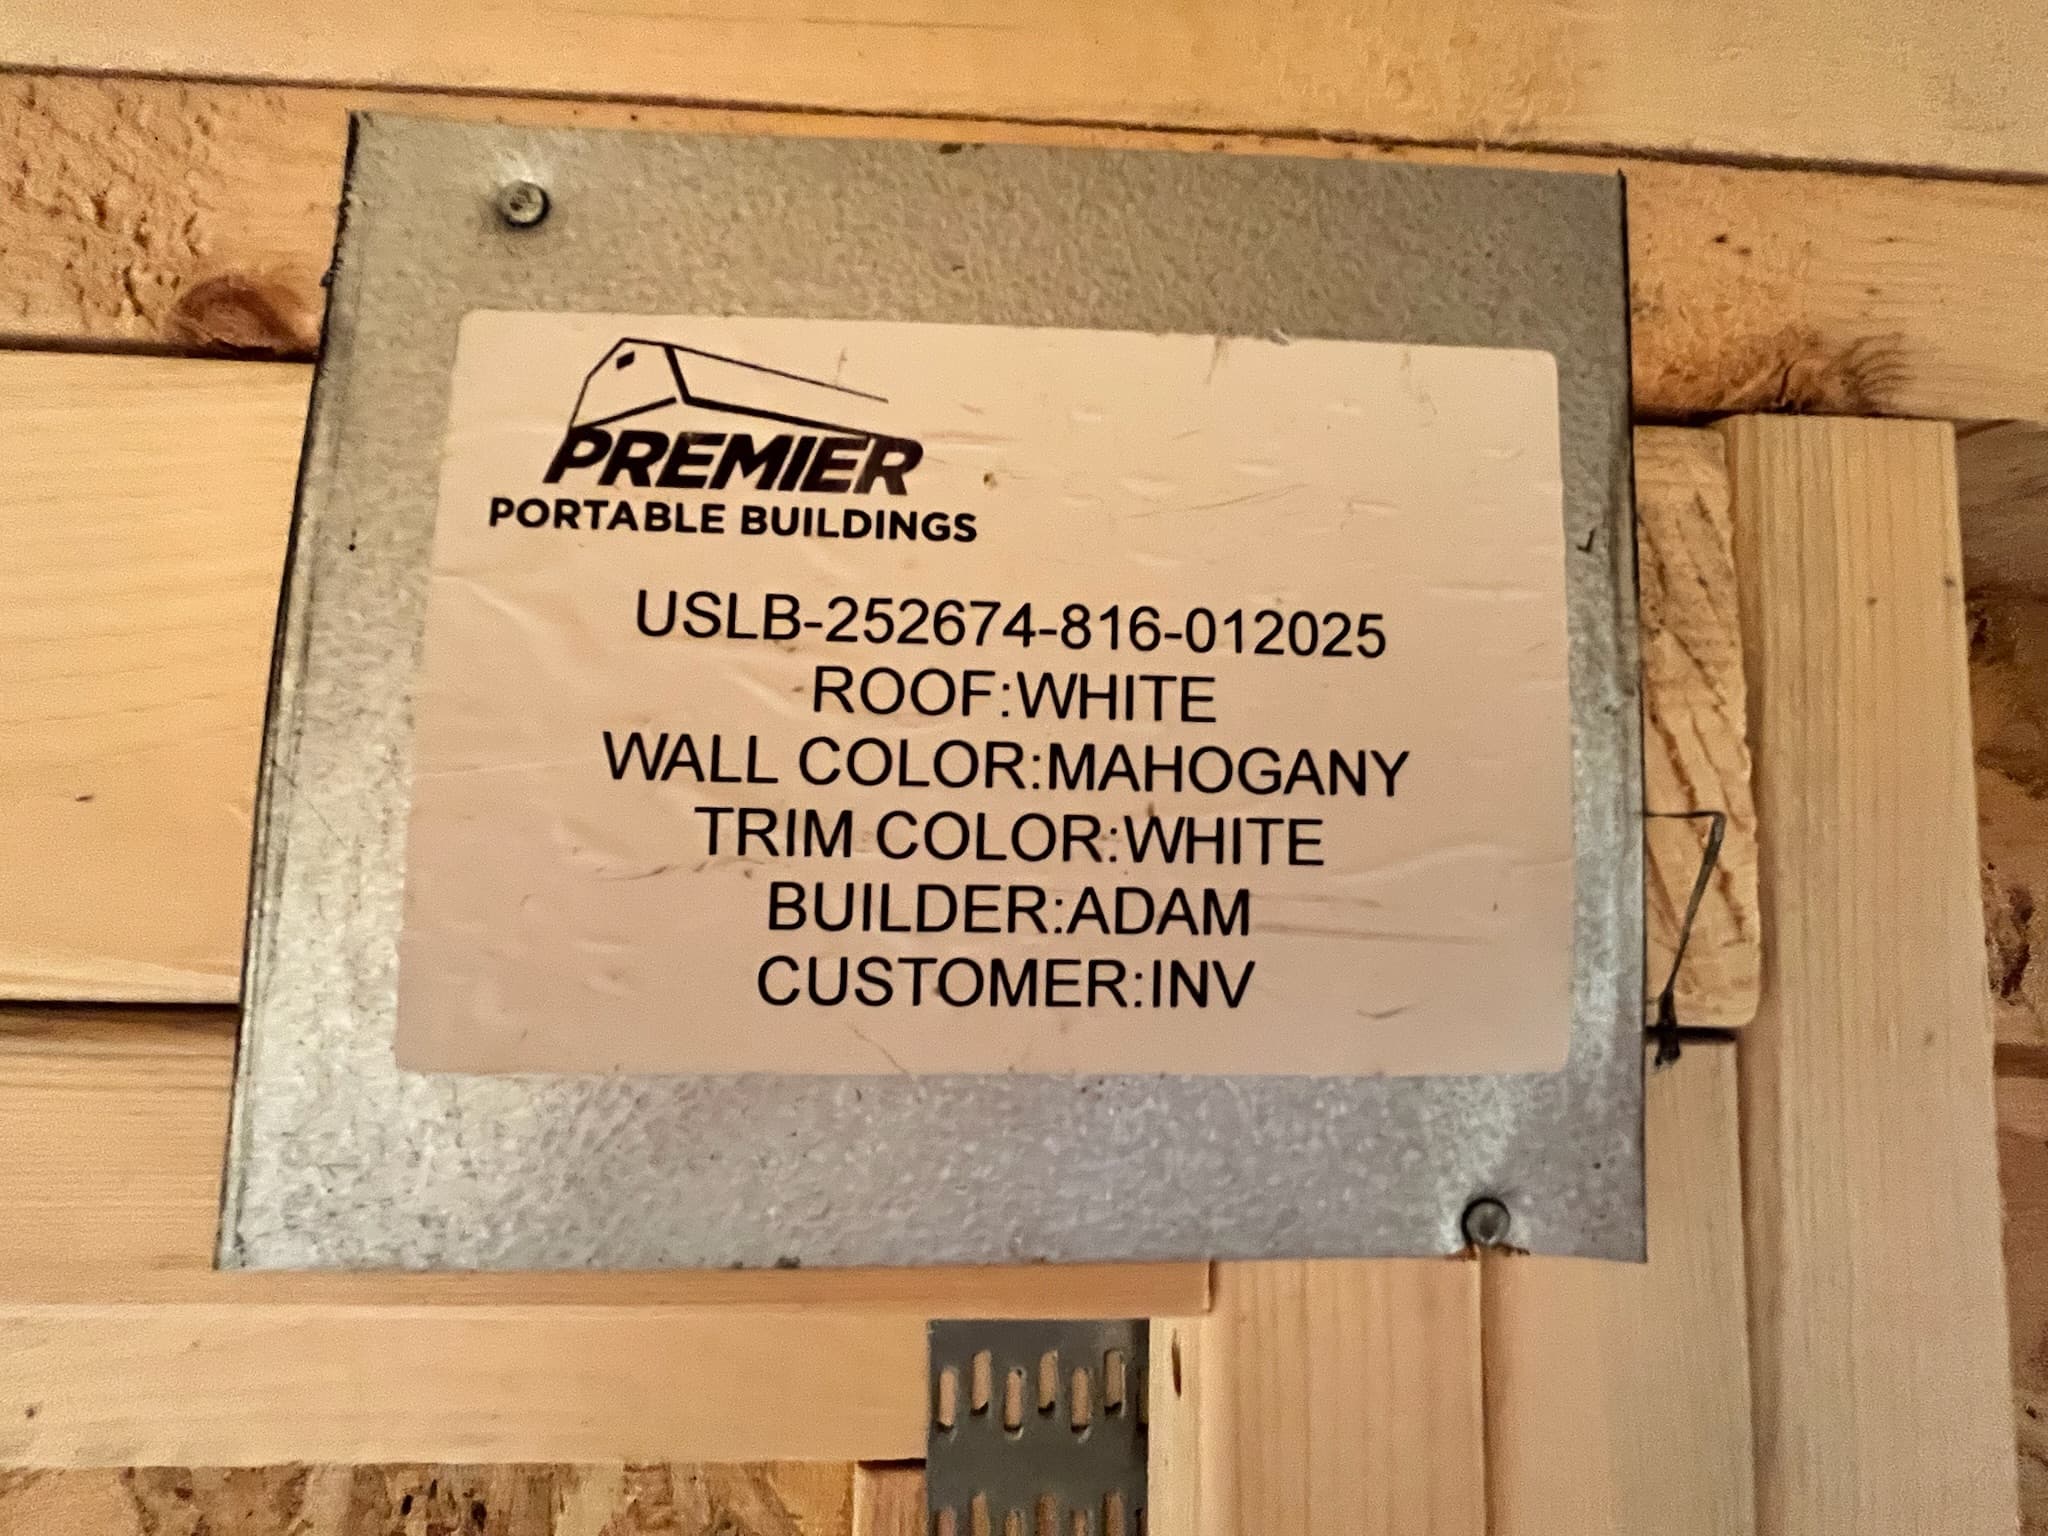 PREMIER
PORTABLE BUILDINGS
USLB-252674-816-012025
ROOF:WHITE
WALL COLOR:MAHOGANY
TRIM COLOR:WHITE
BUILDER:ADAM
CUSTOMER:INV